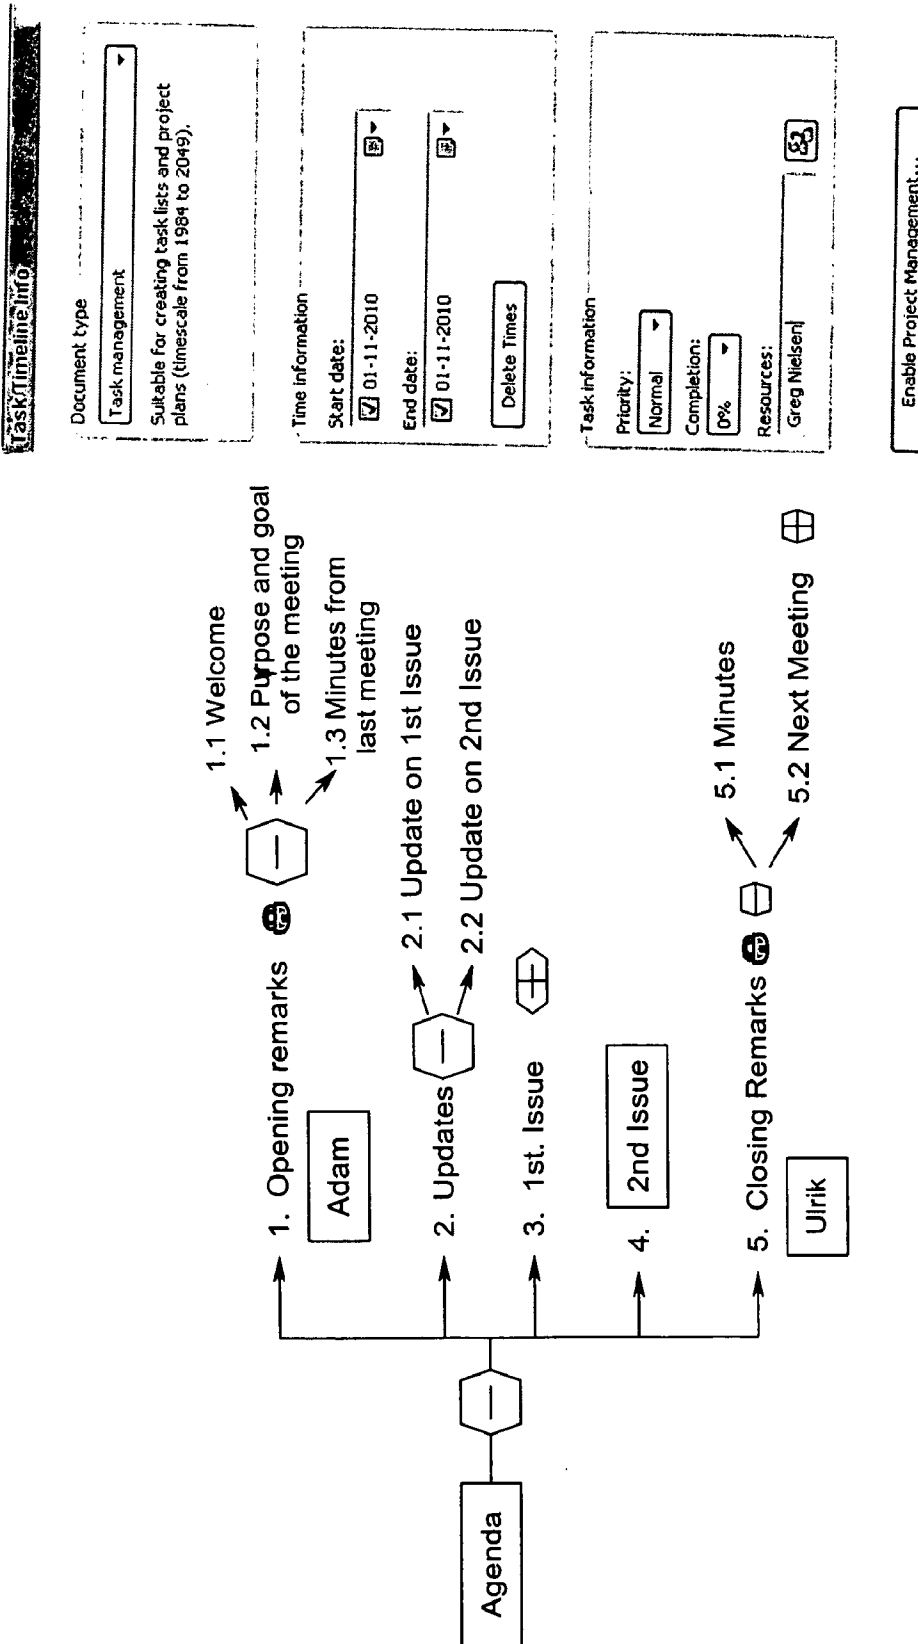 Agenda
1. Opening remarks
Adam
1.1 Welcome
1.2 Purpose and goal
of the meeting
1.3 Minutes from
last meeting
2. Updates
2.1 Update on 1st Issue
2.2 Update on 2nd Issue
3. 1st. Issue
4. 2nd Issue
5. Closing Remarks
Ulrik
5.1 Minutes
5.2 Next Meeting
Task/Timeline Info
Document type
Task management
Suitable for creating task lists and project
plans (timescale from 1984 to 2049).
Time information
Start date:
01-11-2010
End date:
01-11-2010
Delete Times
Task information
Priority:
Normal
Completion:
0%
Resources:
Greg Nielsen
Enable Project Management...